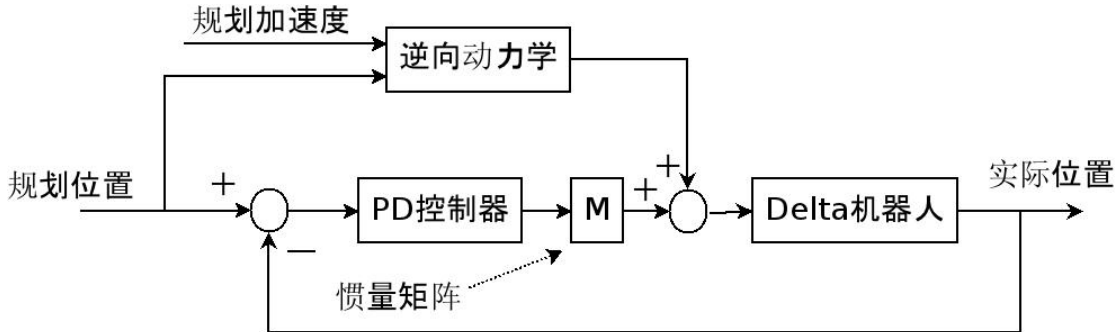 规划加速度
逆向动力学
规划位置
+
−
PD控制器
M
+
+
Delta机器人
实际位置
惯量矩阵